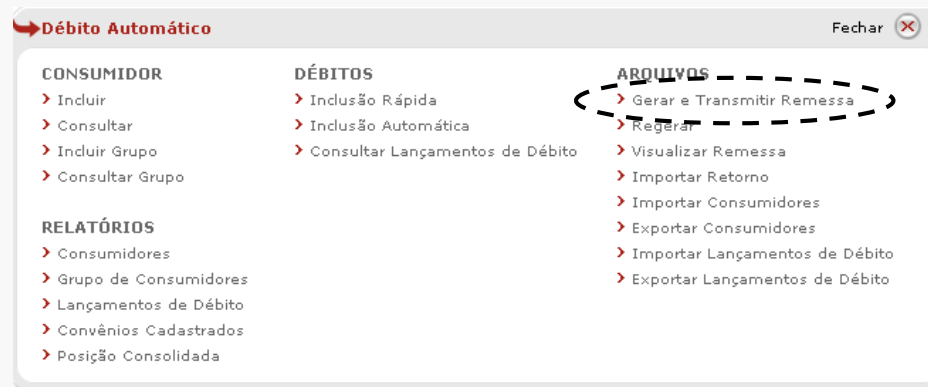 Débito Automático
Fechar
CONSUMIDOR
Incluir
Consultar
Incluir Grupo
Consultar Grupo
RELATÓRIOS
Consumidores
Grupo de Consumidores
Lançamentos de Débito
Convênios Cadastrados
Posição Consolidada
DÉBITOS
Inclusão Rápida
Inclusão Automática
Consultar Lançamentos de Débito
ARQUIVOS
Gerar e Transmitir Remessa
Regerar
Visualizar Remessa
Importar Retorno
Importar Consumidores
Exportar Consumidores
Importar Lançamentos de Débito
Exportar Lançamentos de Débito